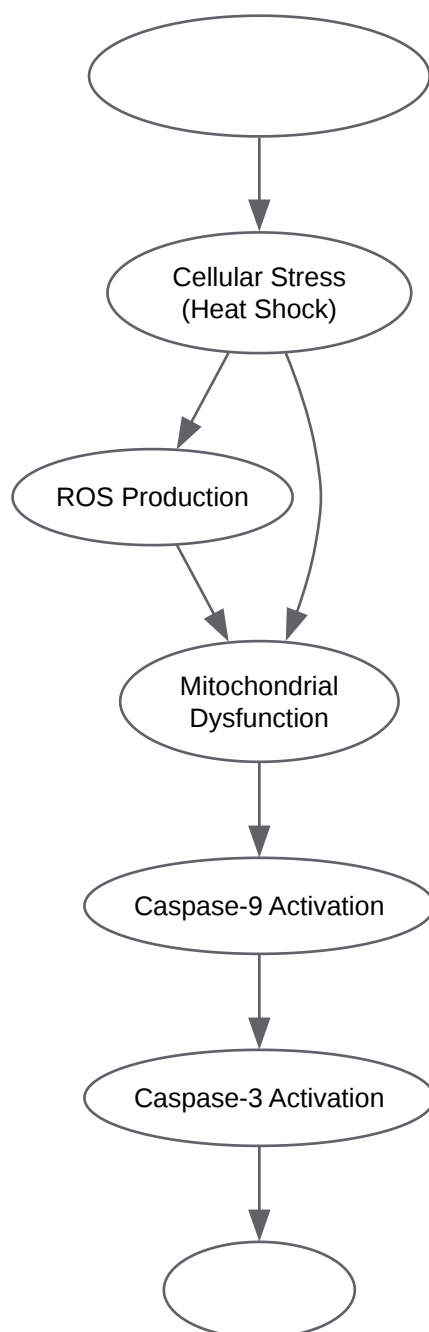 Cellular Stress
(Heat Shock)
ROS Production
Mitochondrial
Dysfunction
Caspase-9 Activation
Caspase-3 Activation